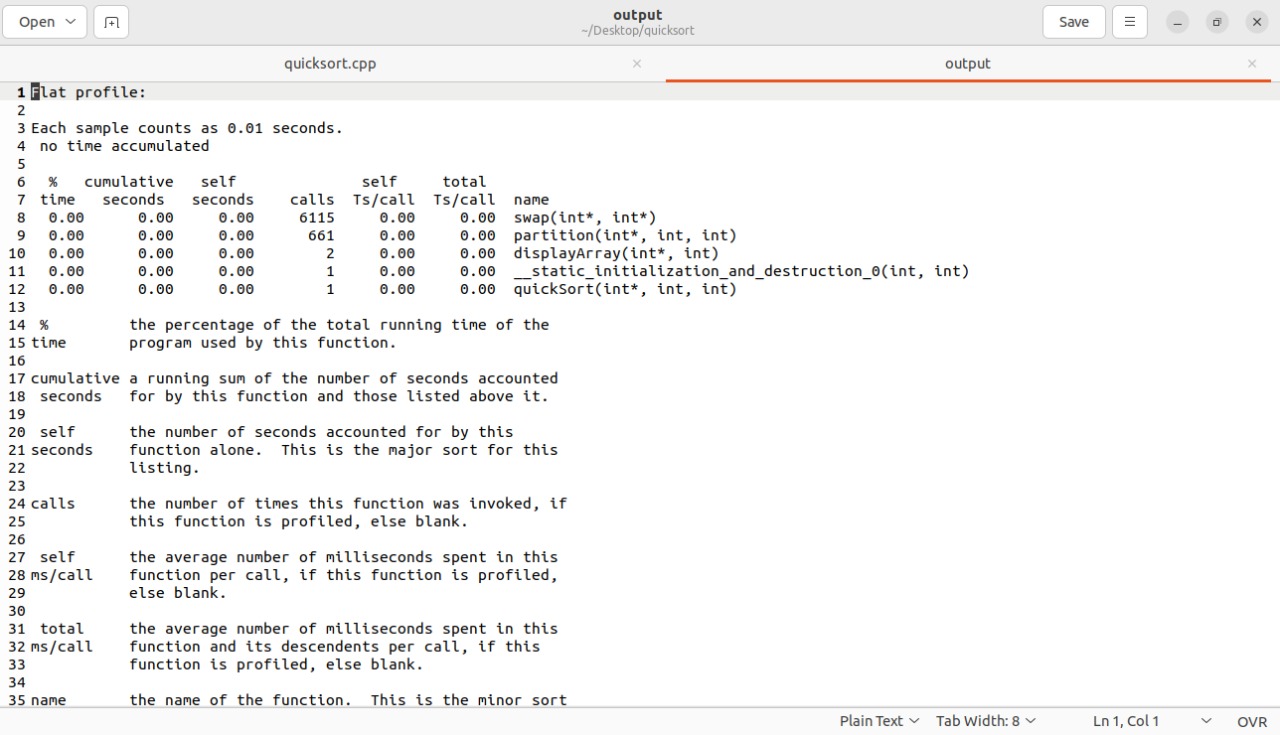 Open
output
~/Desktop/quicksort
Save
quicksort.cpp
output
1 Flat profile:
2
3 Each sample counts as 0.01 seconds.
4  no time accumulated
5
6   %   cumulative   self              self     total
7  time   seconds   seconds    calls  Ts/call  Ts/call  name
8   0.00      0.00     0.00     6115     0.00     0.00  swap(int*, int*)
9   0.00      0.00     0.00      661     0.00     0.00  partition(int*, int, int)
10   0.00      0.00     0.00        2     0.00     0.00  displayArray(int*, int)
11   0.00      0.00     0.00        1     0.00     0.00  __static_initialization_and_destruction_0(int, int)
12   0.00      0.00     0.00        1     0.00     0.00  quickSort(int*, int, int)
13
14  %         the percentage of the total running time of the
15 time       program used by this function.
16
17 cumulative a running sum of the number of seconds accounted
18  seconds   for by this function and those listed above it.
19
20  self      the number of seconds accounted for by this
21 seconds    function alone.  This is the major sort for this
22            listing.
23
24 calls      the number of times this function was invoked, if
25            this function is profiled, else blank.
26
27  self      the average number of milliseconds spent in this
28 ms/call    function per call, if this function is profiled,
29            else blank.
30
31  total     the average number of milliseconds spent in this
32 ms/call    function and its descendents per call, if this
33            function is profiled, else blank.
34
35 name       the name of the function.  This is the minor sort
Plain Text Tab Width: 8 Ln 1, Col 1 OVR